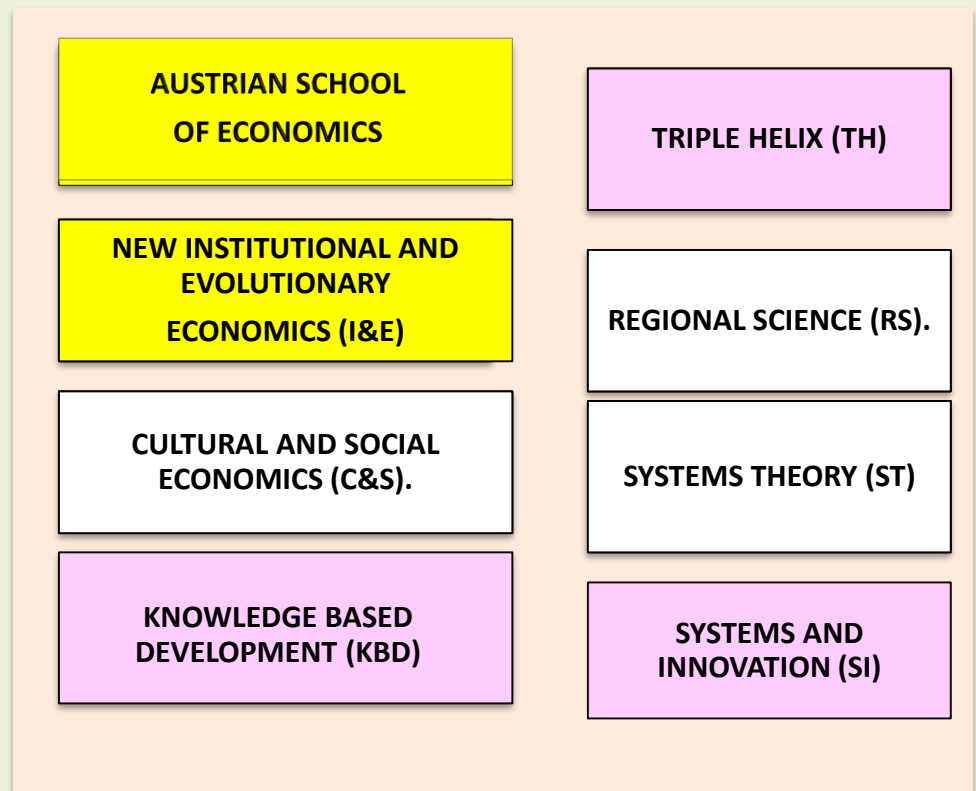 AUSTRIAN SCHOOL
OF ECONOMICS
NEW INSTITUTIONAL AND
EVOLUTIONARY
ECONOMICS (I&E)
CULTURAL AND SOCIAL
ECONOMICS (C&S).
KNOWLEDGE BASED
DEVELOPMENT (KBD)
TRIPLE HELIX (TH)
REGIONAL SCIENCE (RS).
SYSTEMS THEORY (ST)
SYSTEMS AND
INNOVATION (SI)